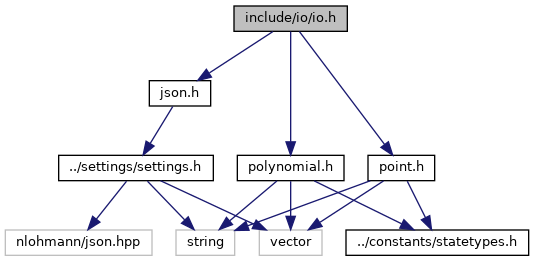 include/io/io.h
json.h
../settings/settings.h
polynomial.h
point.h
nlohmann/json.hpp
string
vector
../constants/statetypes.h